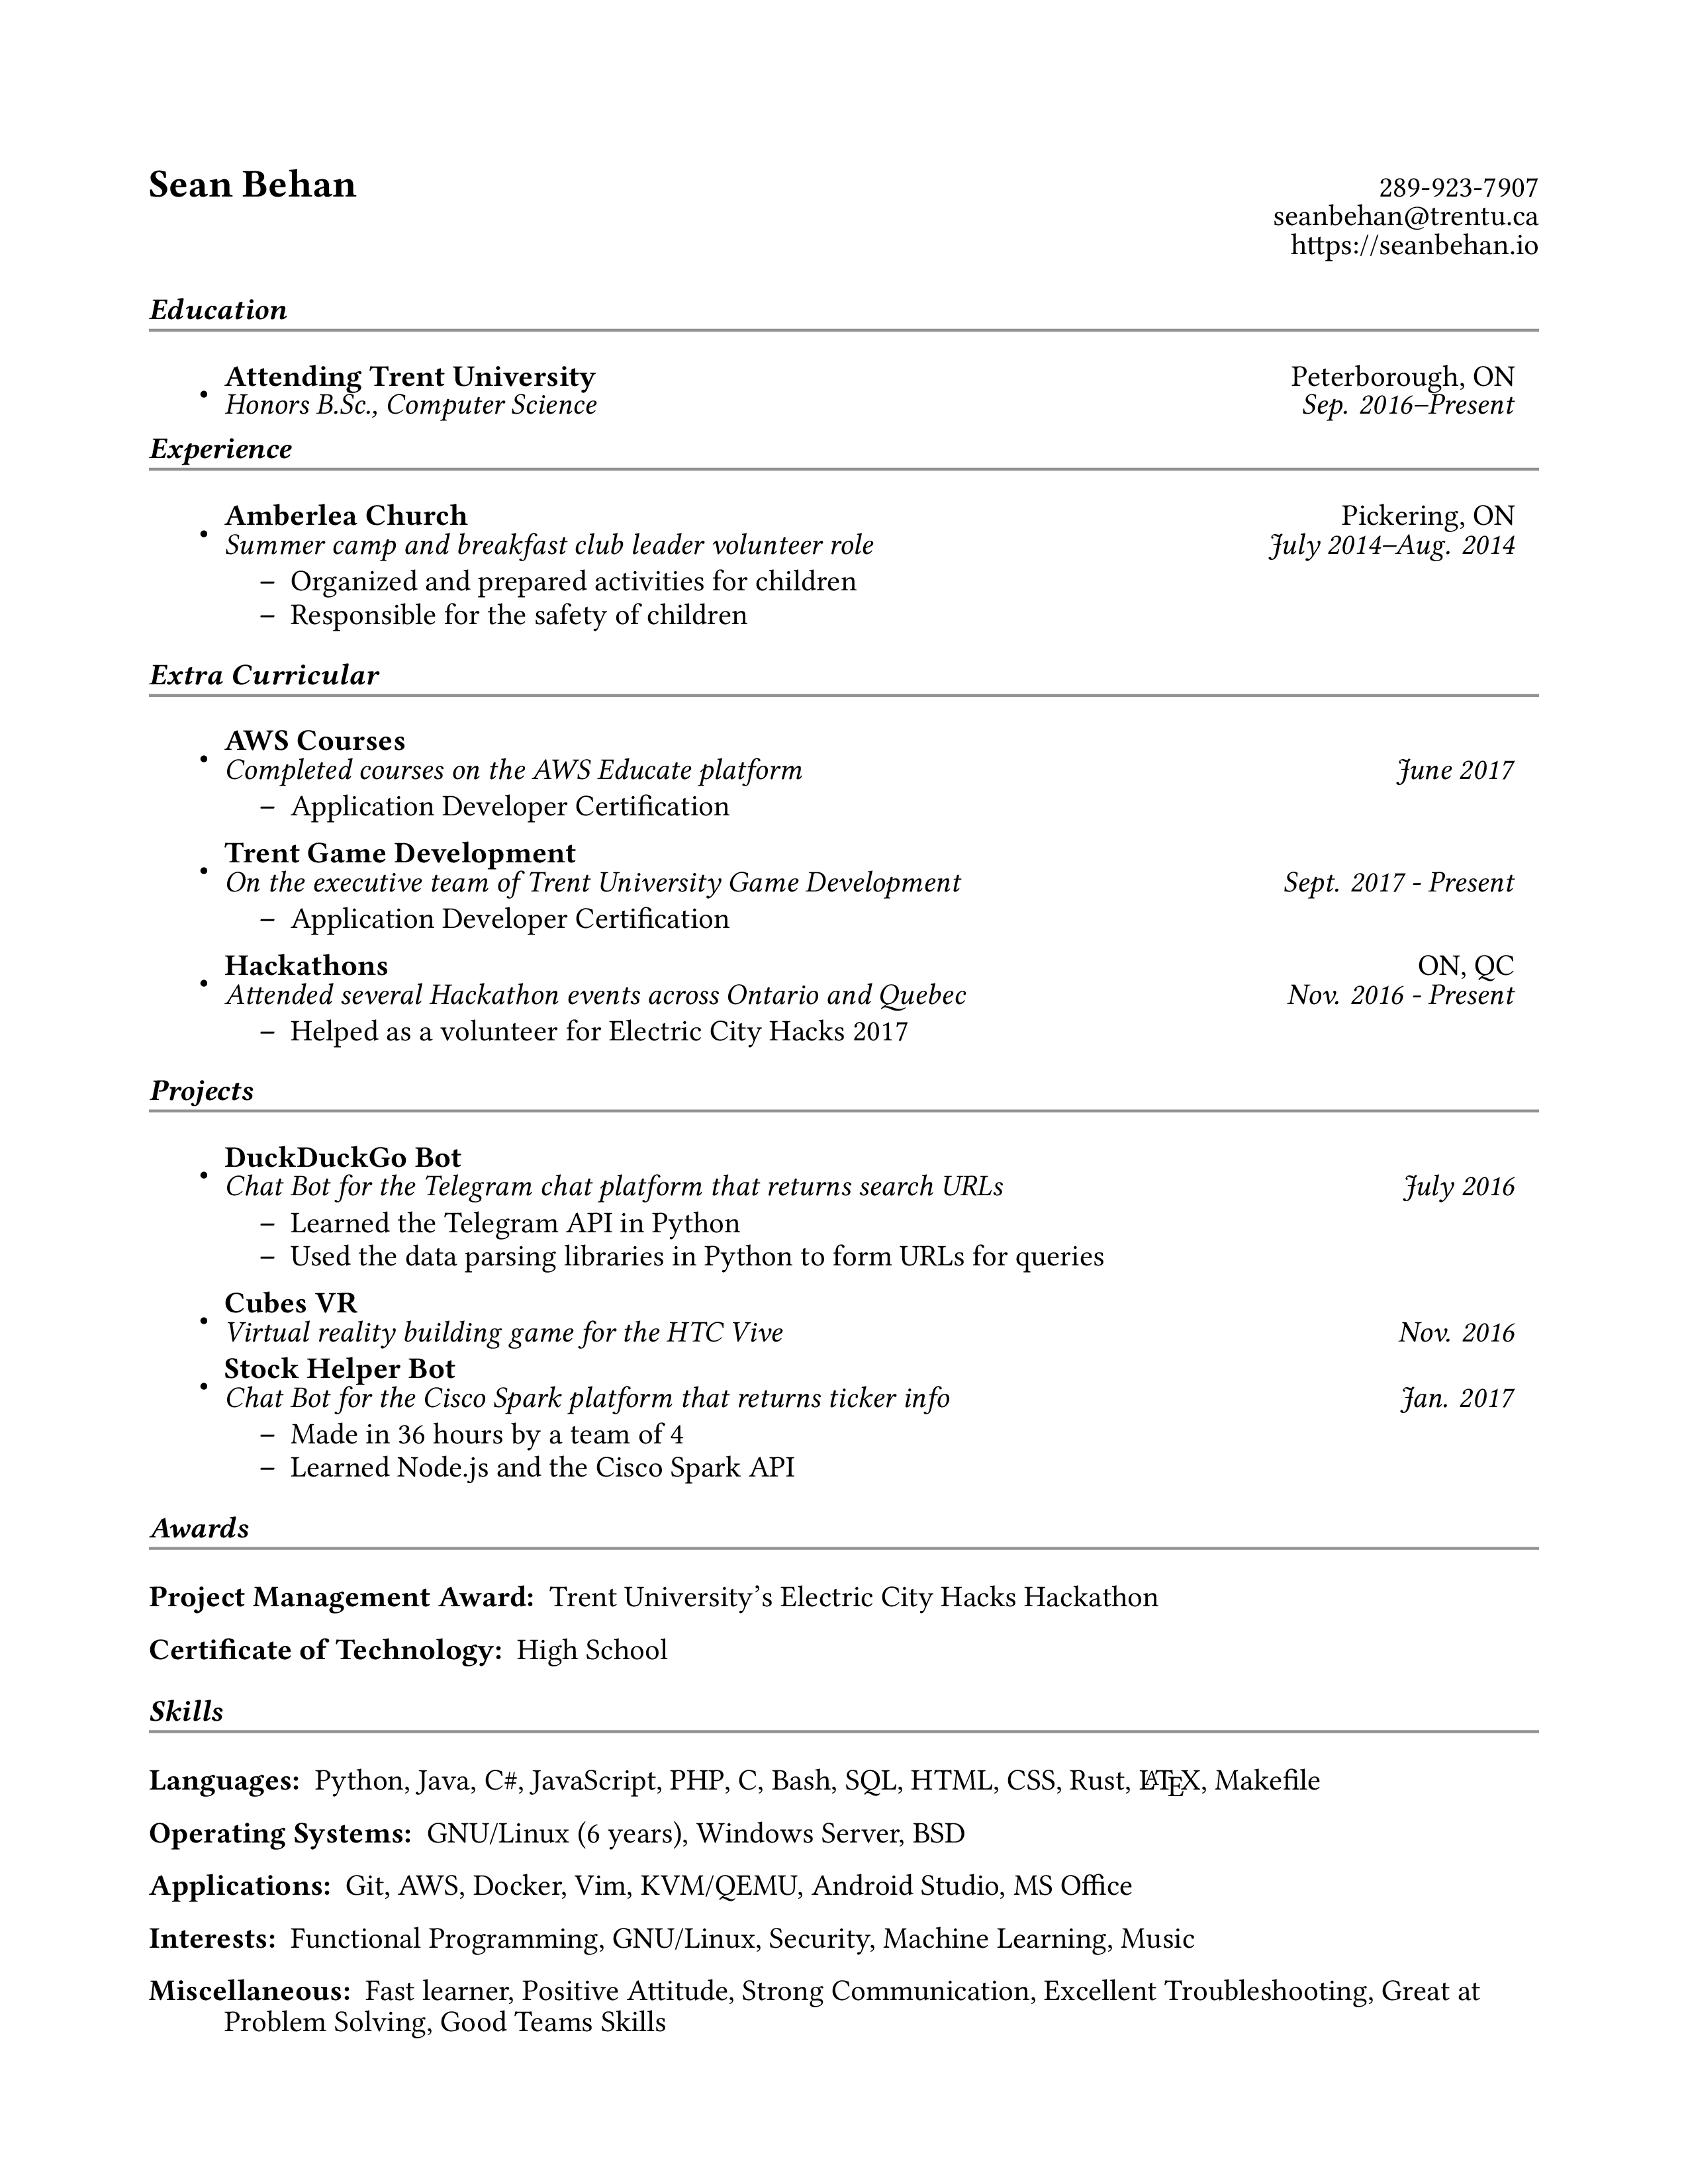 Sean Behan
289-923-7907
seanbehan@trentu.ca
https://seanbehan.io
Education
• Attending Trent University Peterborough, ON
Honors B.Sc., Computer Science Sep. 2016–Present
Experience
• Amberlea Church Pickering, ON
Summer camp and breakfast club leader volunteer role July 2014–Aug. 2014
– Organized and prepared activities for children
– Responsible for the safety of children
Extra Curricular
• AWS Courses
Completed courses on the AWS Educate platform June 2017
– Application Developer Certification
• Trent Game Development
On the executive team of Trent University Game Development Sept. 2017 - Present
– Application Developer Certification
• Hackathons ON, QC
Attended several Hackathon events across Ontario and Quebec Nov. 2016 - Present
– Helped as a volunteer for Electric City Hacks 2017
Projects
• DuckDuckGo Bot
Chat Bot for the Telegram chat platform that returns search URLs July 2016
– Learned the Telegram API in Python
– Used the data parsing libraries in Python to form URLs for queries
• Cubes VR
Virtual reality building game for the HTC Vive Nov. 2016
• Stock Helper Bot
Chat Bot for the Cisco Spark platform that returns ticker info Jan. 2017
– Made in 36 hours by a team of 4
– Learned Node.js and the Cisco Spark API
Awards
Project Management Award: Trent University’s Electric City Hacks Hackathon
Certificate of Technology: High School
Skills
Languages: Python, Java, C#, JavaScript, PHP, C, Bash, SQL, HTML, CSS, Rust, LATEX, Makefile
Operating Systems: GNU/Linux (6 years), Windows Server, BSD
Applications: Git, AWS, Docker, Vim, KVM/QEMU, Android Studio, MS Office
Interests: Functional Programming, GNU/Linux, Security, Machine Learning, Music
Miscellaneous: Fast learner, Positive Attitude, Strong Communication, Excellent Troubleshooting, Great at
Problem Solving, Good Teams Skills